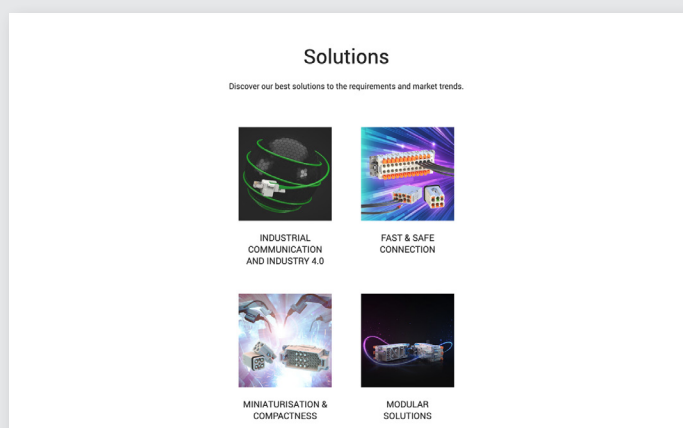 Solutions
Discover our best solutions to the requirements and market trends.
INDUSTRIAL
COMMUNICATION
AND INDUSTRY 4.0
FAST & SAFE
CONNECTION
MINIATURISATION &
COMPACTNESS
MODULAR
SOLUTIONS